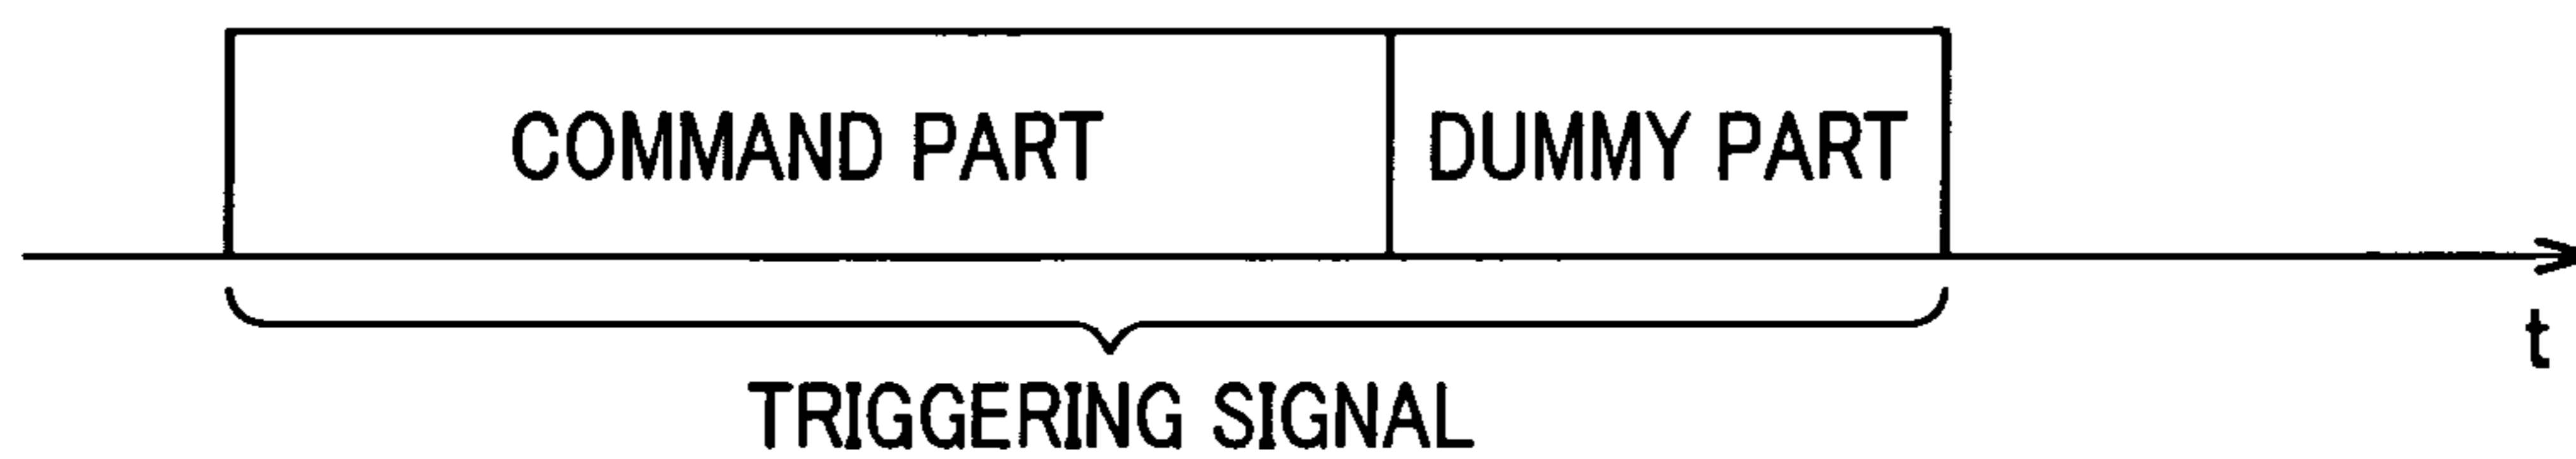 COMMAND PART DUMMY PART
t
TRIGGERING SIGNAL